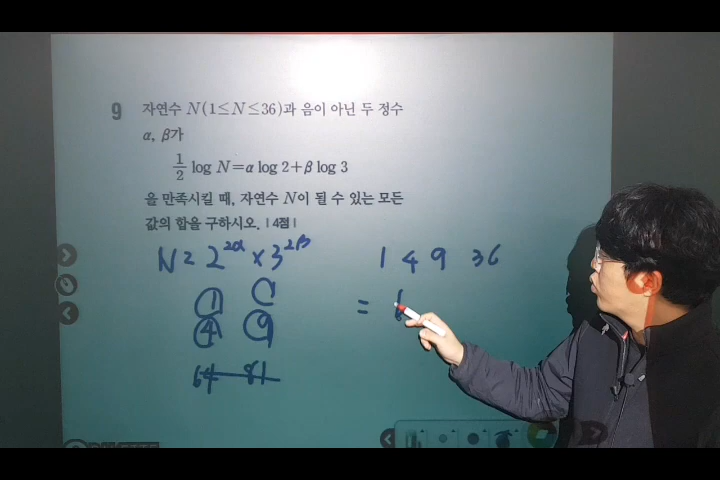 9 자연수 N(1≤N≤36)과 음이 아닌 두 정수
α, β가
1/2 log N=α log 2+β log 3
을 만족시킬 때, 자연수 N이 될 수 있는 모든
값의 합을 구하시오. | 4점 |
N = 2^2α × 3^2β 1 4 9 36
1
4 9 =
64 81